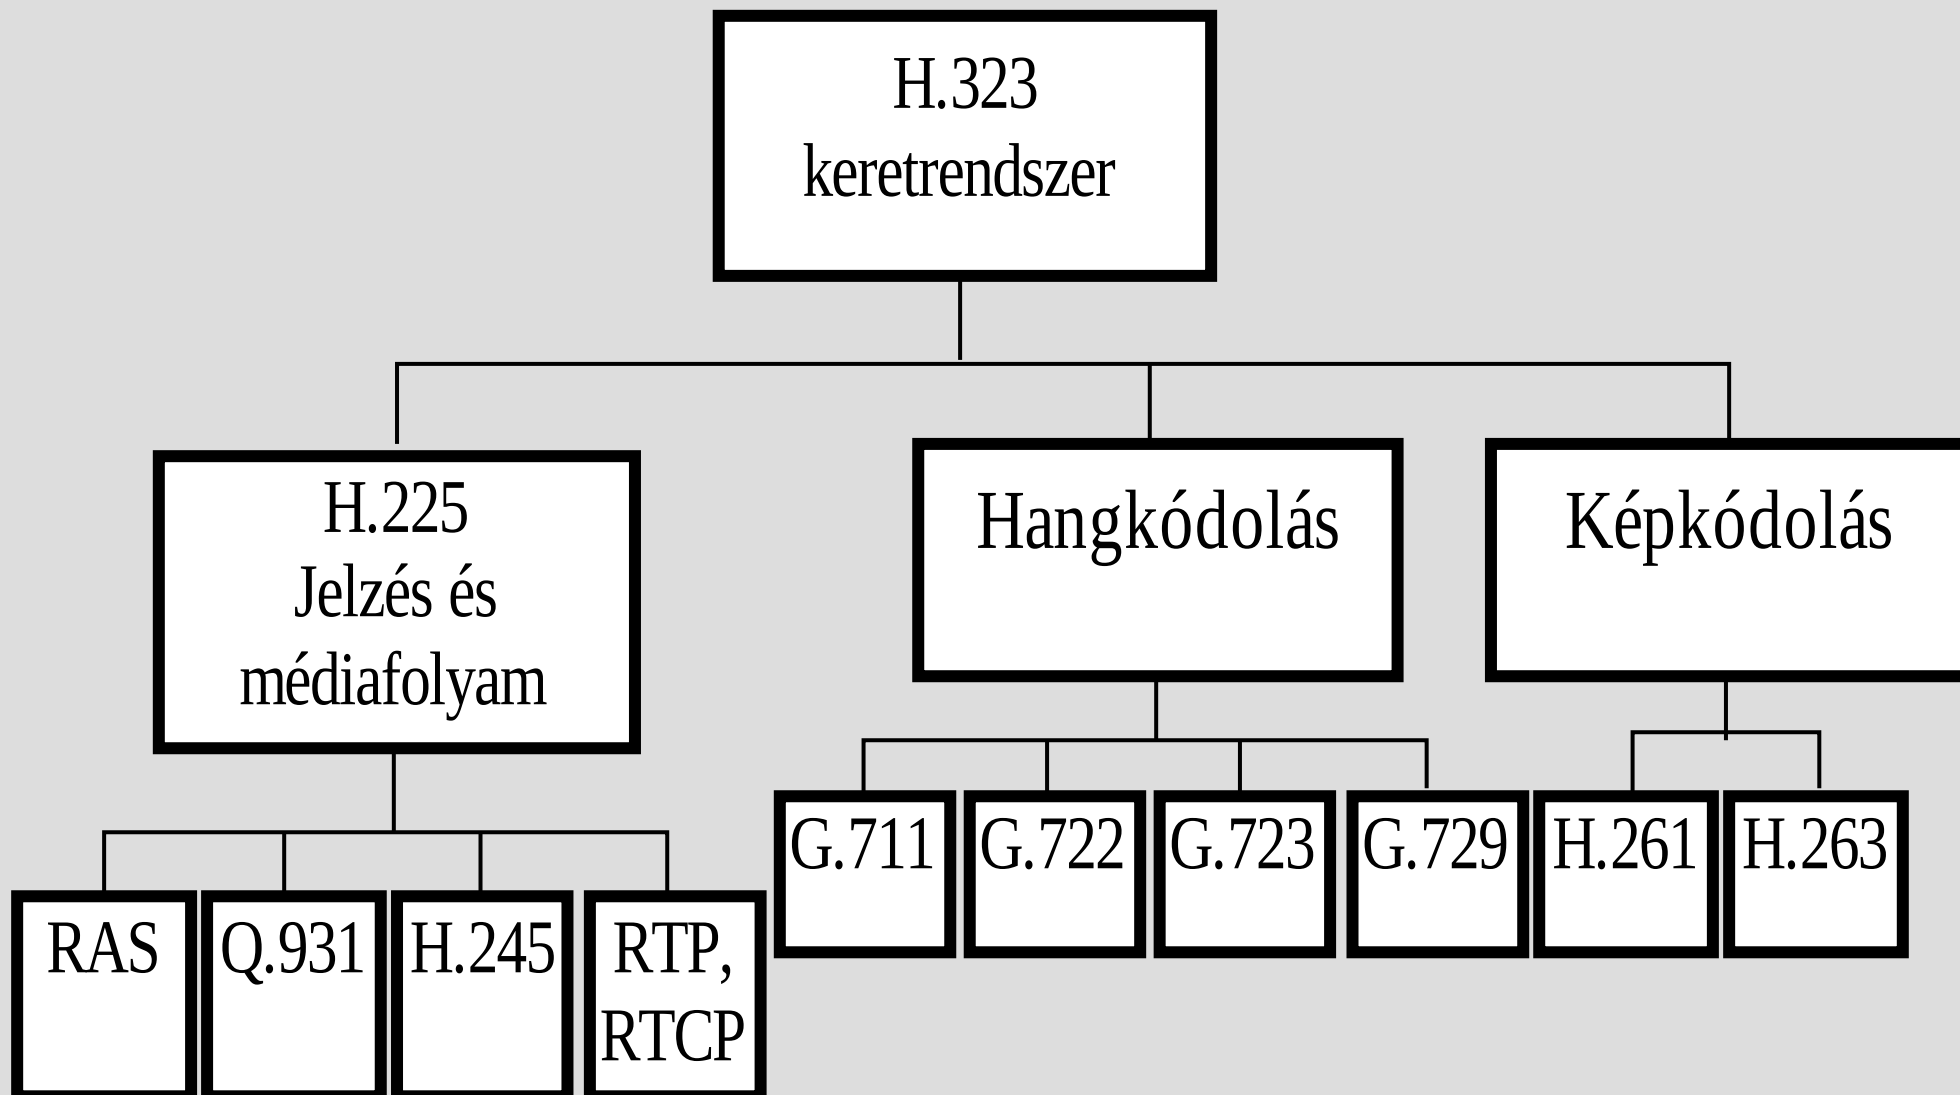 H.323
keretrendszer
H.225
Jelzés és
médiafolyam
Hangkódolás
Képkódolás
RAS
Q.931
H.245
RTP,
RTCP
G.711
G.722
G.723
G.729
H.261
H.263